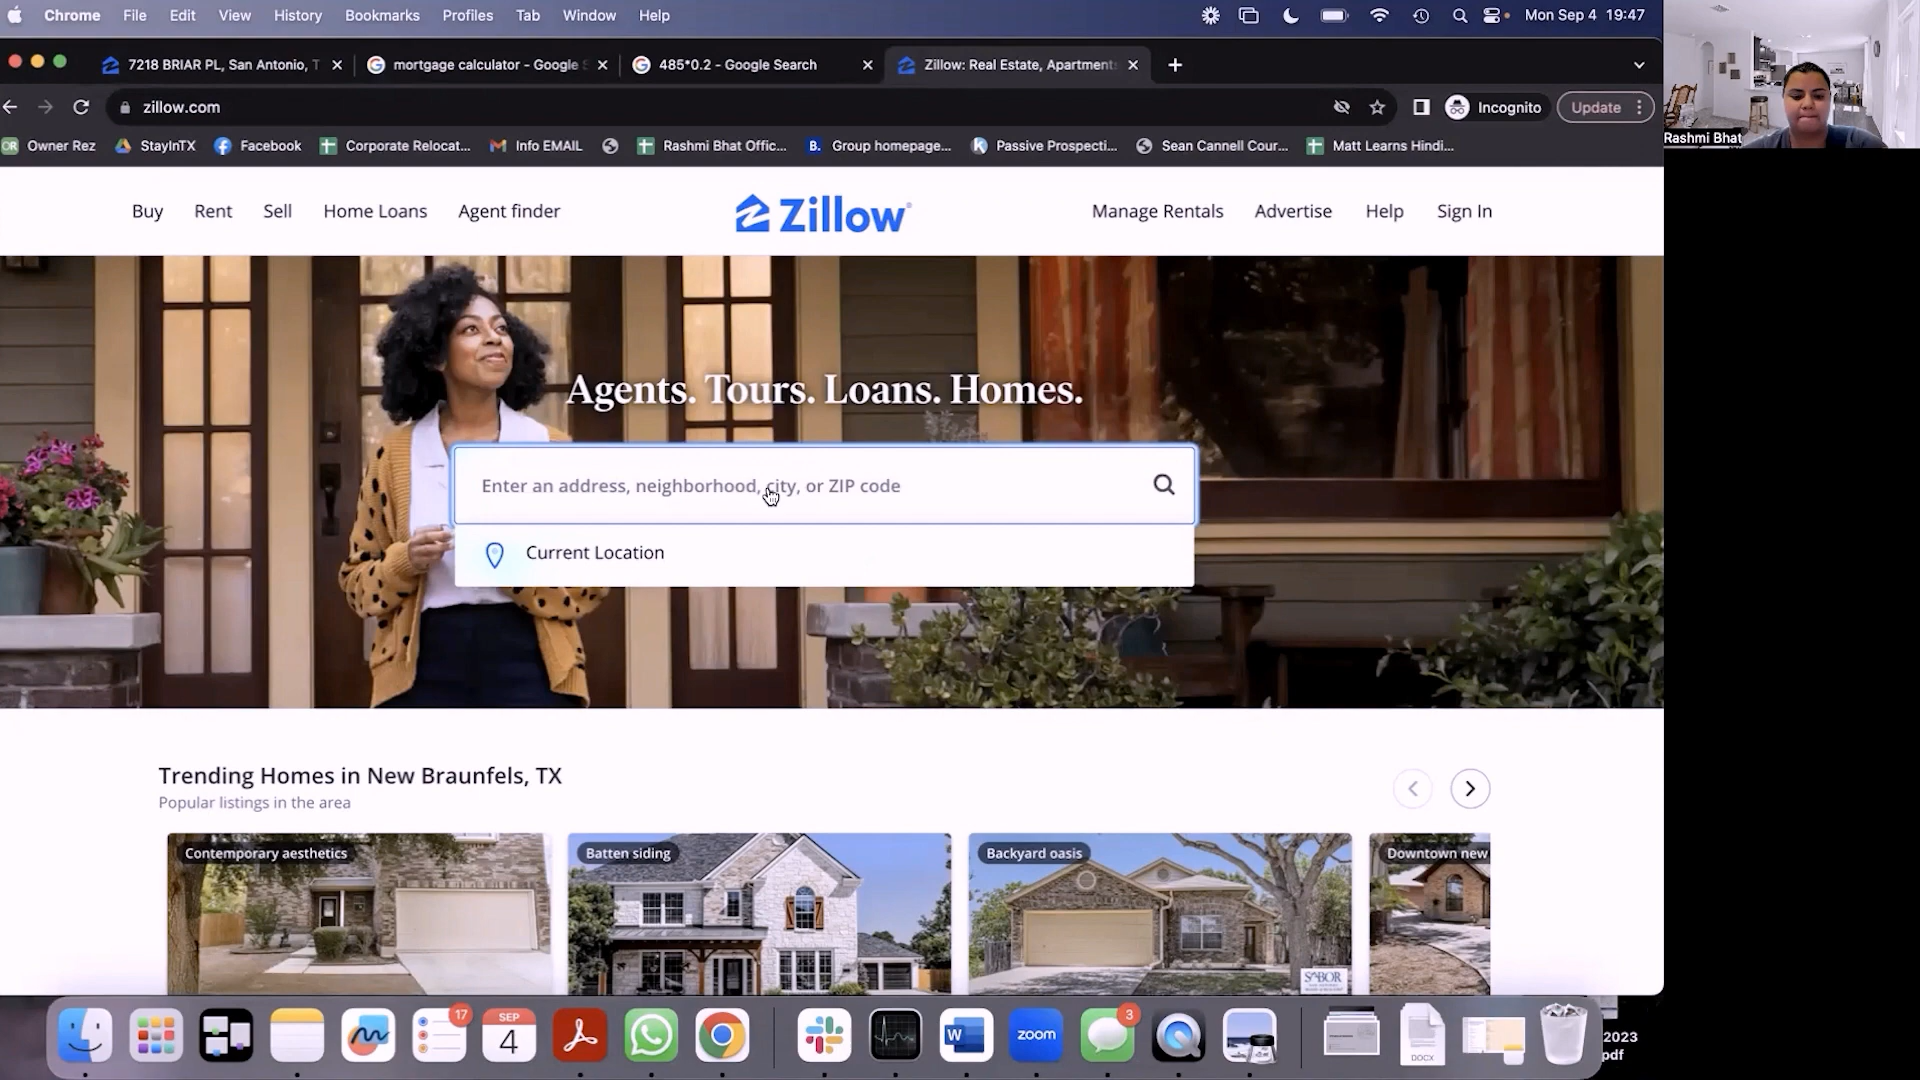 Chrome File Edit View History Bookmarks Profiles Tab Window Help Mon Sep 4 19:47
7218 BRIAR PL, San Antonio, T
mortgage calculator - Google S
485*0.2 - Google Search
Zillow: Real Estate, Apartment
zillow.com
Incognito
Update
OR Owner Rez StayInTX Facebook Corporate Relocat... Info EMAIL Rashmi Bhat Offic... B. Group homepage... Passive Prospecti... Sean Cannell Cour... Matt Learns Hindi...
Rashmi Bhat
Buy Rent Sell Home Loans Agent finder
Zillow
Manage Rentals Advertise Help Sign In
Agents. Tours. Loans. Homes.
Enter an address, neighborhood, city, or ZIP code
Current Location
Trending Homes in New Braunfels, TX
Popular listings in the area
Contemporary aesthetics
Batten siding
Backyard oasis
Downtown new
SABOR
17
SEP
4
W
zoom
3
DOCX
2023
pdf